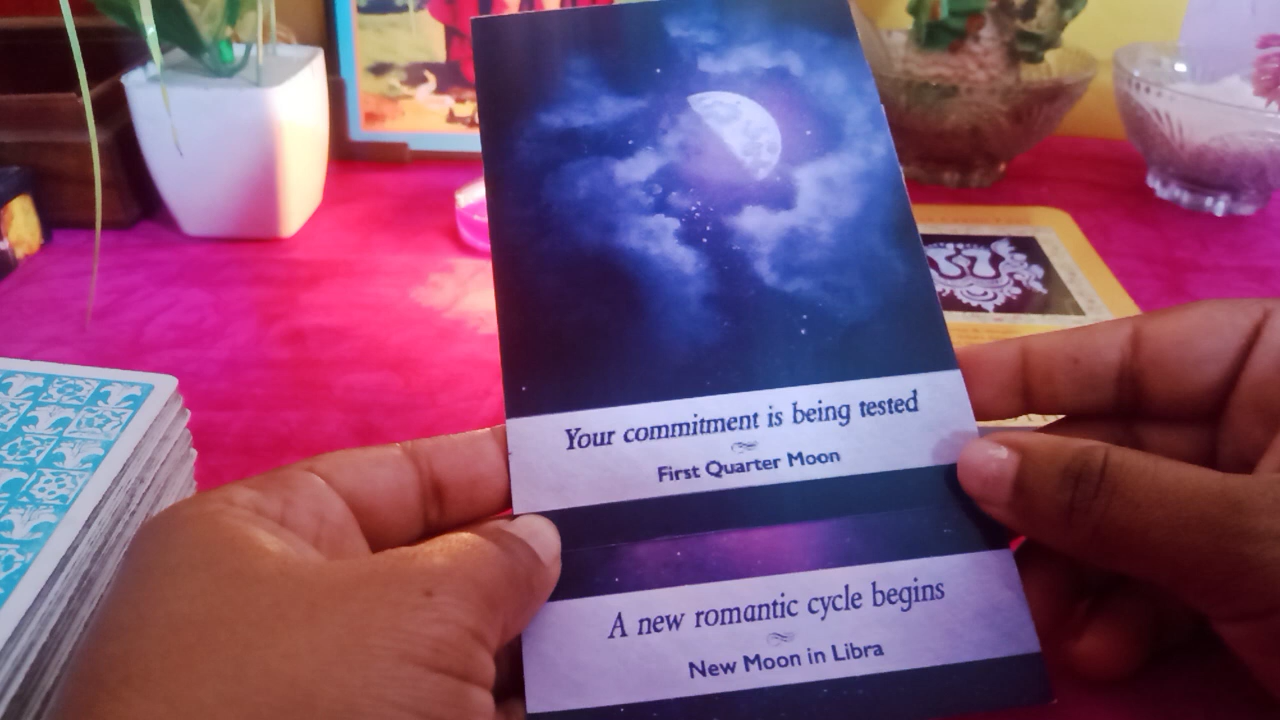 Your commitment is being tested
First Quarter Moon
A new romantic cycle begins
New Moon in Libra